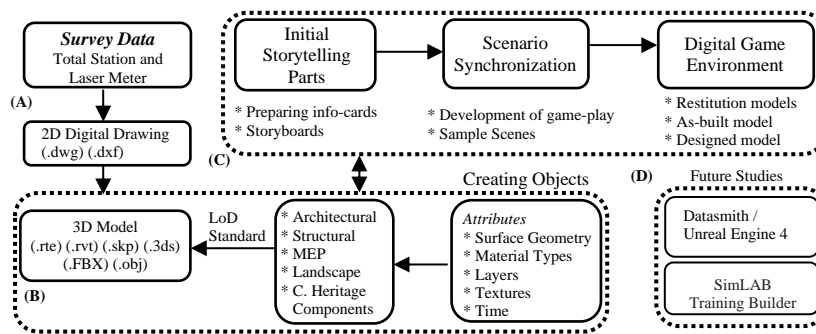 Survey Data
Total Station and
Laser Meter
(A)
2D Digital Drawing
(.dwg) (.dxf)
Initial
Storytelling
Parts
Scenario
Synchronization
Digital Game
Environment
* Preparing info-cards
* Storyboards
* Development of game-play
* Sample Scenes
* Restitution models
* As-built model
* Designed model
(C)
Creating Objects
3D Model
(.rte) (.rvt) (.skp) (.3ds)
(.FBX) (.obj)
(B)
LoD
Standard
* Architectural
* Structural
* MEP
* Landscape
* C. Heritage
Components
Attributes
* Surface Geometry
* Material Types
* Layers
* Textures
* Time
(D)
Future Studies
Datasmith /
Unreal Engine 4
SimLAB
Training Builder